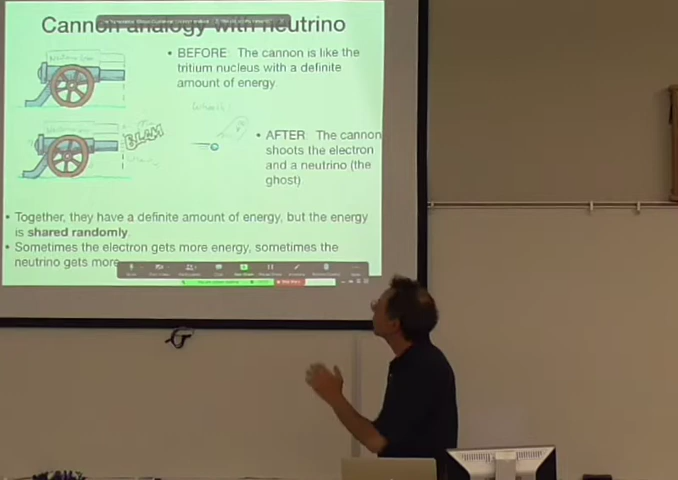 Cannon analogy with neutrino
• BEFORE: The cannon is like the
tritium nucleus with a definite
amount of energy.
BLAM
• AFTER The cannon
shoots the electron
and a neutrino (the
ghost)
• Together, they have a definite amount of energy, but the energy
is shared randomly.
• Sometimes the electron gets more energy, sometimes the
neutrino gets more